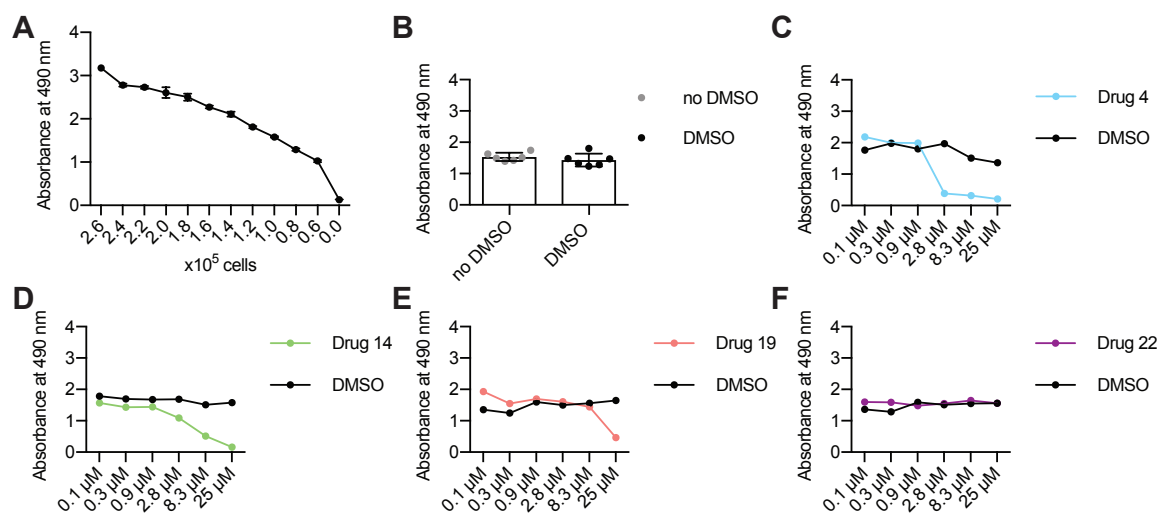 A
Absorbance at 490 nm
4
3
2
1
0
2.6
2.4
2.2
2.0
1.8
1.6
1.4
1.2
1.0
0.8
0.6
0.0
x10⁵ cells
B
Absorbance at 490 nm
4
3
2
1
0
no DMSO
DMSO
no DMSO
DMSO
C
Absorbance at 490 nm
4
3
2
1
0
0.1 µM
0.3 µM
0.9 µM
2.8 µM
8.3 µM
25 µM
Drug 4
DMSO
D
Absorbance at 490 nm
4
3
2
1
0
0.1 µM
0.3 µM
0.9 µM
2.8 µM
8.3 µM
25 µM
Drug 14
DMSO
E
Absorbance at 490 nm
4
3
2
1
0
0.1 µM
0.3 µM
0.9 µM
2.8 µM
8.3 µM
25 µM
Drug 19
DMSO
F
Absorbance at 490 nm
4
3
2
1
0
0.1 µM
0.3 µM
0.9 µM
2.8 µM
8.3 µM
25 µM
Drug 22
DMSO